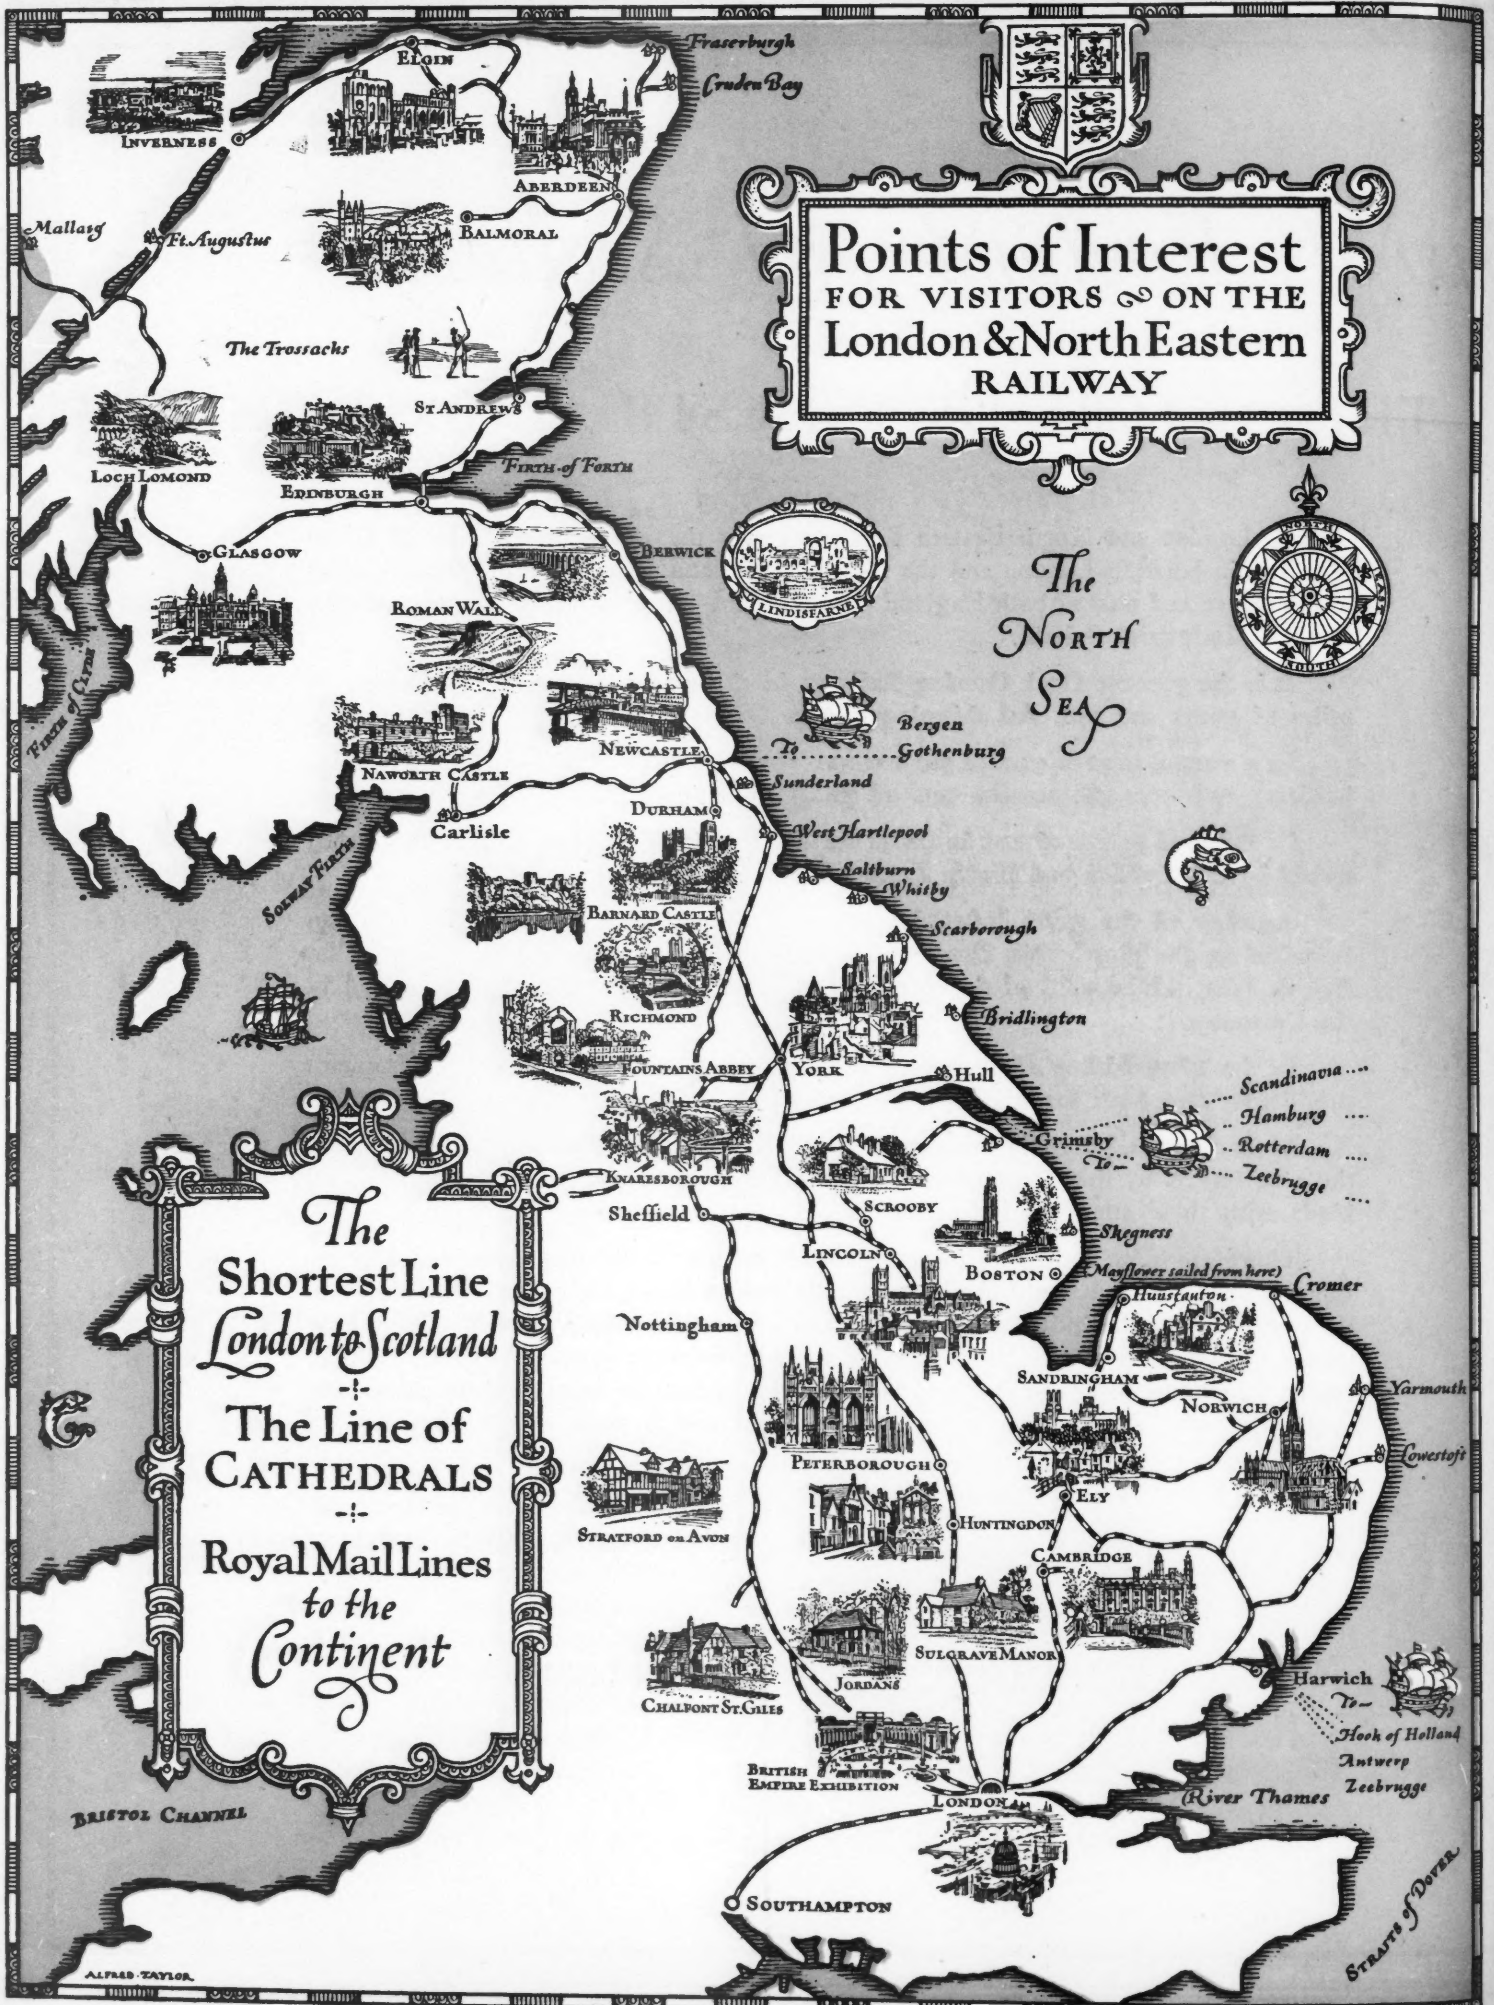 Points of Interest
FOR VISITORS ON THE
London & North Eastern
RAILWAY
Fraserburgh
Cruden Bay
ELGIN
INVERNESS
ABERDEEN
BALMORAL
Mallaig
Ft. Augustus
The Trossachs
ST ANDREWS
LOCH LOMOND
EDINBURGH
FIRTH of FORTH
GLASGOW
BERWICK
LINDISFARNE
The
NORTH
SEA
NORTH
EAST
SOUTH
WEST
ROMAN WALL
FIRTH of CLYDE
NAWORTH CASTLE
NEWCASTLE
To
Bergen
Gothenburg
Sunderland
Carlisle
DURHAM
West Hartlepool
SOLWAY FIRTH
Saltburn
Whitby
BARNARD CASTLE
Scarborough
RICHMOND
Bridlington
FOUNTAINS ABBEY
YORK
Hull
Grimsby
To
Scandinavia
Hamburg
Rotterdam
Zeebrugge
KNARESBOROUGH
Sheffield
SCROOBY
LINCOLN
Skegness
BOSTON
(Mayflower sailed from here)
Hunstanton
Cromer
Nottingham
SANDRINGHAM
NORWICH
Yarmouth
Lowestoft
PETERBOROUGH
ELY
STRATFORD on AVON
HUNTINGDON
CAMBRIDGE
SULGRAVE MANOR
JORDANS
CHALFONT ST. GILES
Harwich
To
Hook of Holland
Antwerp
Zeebrugge
BRITISH
EMPIRE EXHIBITION
LONDON
River Thames
SOUTHAMPTON
STRAITS of DOVER
The
Shortest Line
London to Scotland
The Line of
CATHEDRALS
Royal Mail Lines
to the
Continent
BRISTOL CHANNEL
ALFRED · TAYLOR